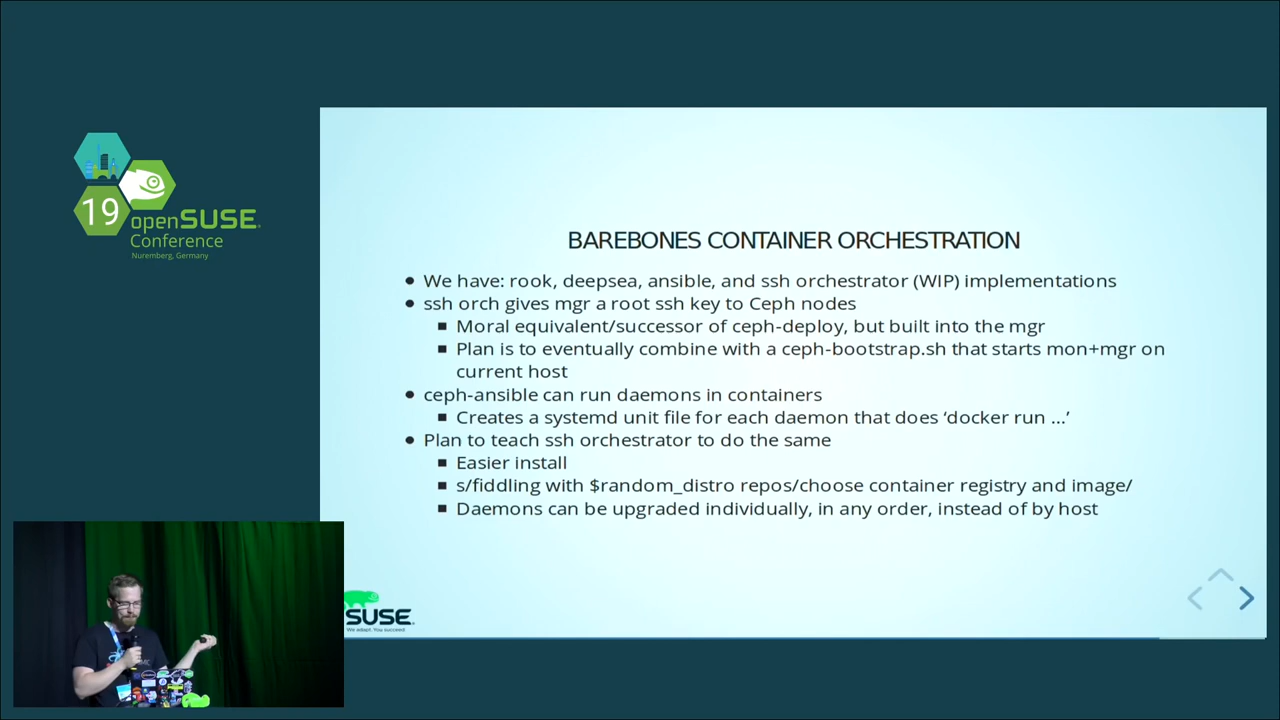 19
openSUSE
Conference
Nuremberg, Germany
BAREBONES CONTAINER ORCHESTRATION
• We have: rook, deepsea, ansible, and ssh orchestrator (WIP) implementations
• ssh orch gives mgr a root ssh key to Ceph nodes
▪ Moral equivalent/successor of ceph-deploy, but built into the mgr
▪ Plan is to eventually combine with a ceph-bootstrap.sh that starts mon+mgr on
current host
• ceph-ansible can run daemons in containers
▪ Creates a systemd unit file for each daemon that does ‘docker run ...’
• Plan to teach ssh orchestrator to do the same
▪ Easier install
▪ s/fiddling with $random_distro repos/choose container registry and image/
▪ Daemons can be upgraded individually, in any order, instead of by host
SUSE
We adapt. You succeed.